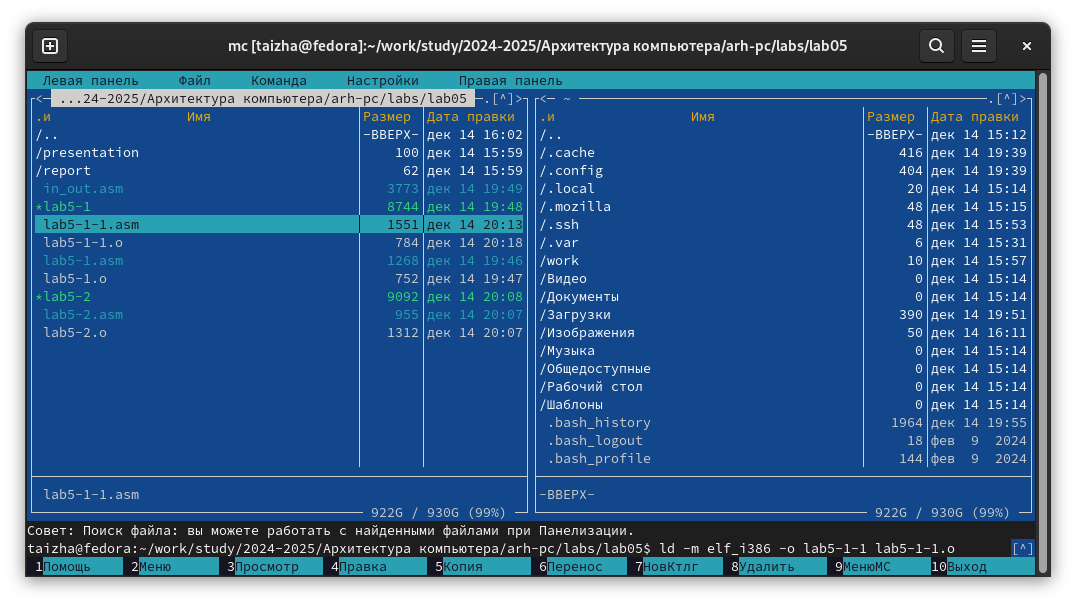 mc [taizha@fedora]:~/work/study/2024-2025/Архитектура компьютера/arh-pc/labs/lab05
Левая панель Файл Команда Настройки Правая панель
<— ...24-2025/Архитектура компьютера/arh-pc/labs/lab05 —.[^]> <— ~ —.[^]>
.и Имя Размер Дата правки .и Имя Размер Дата правки
/.. -ВВЕРХ- дек 14 16:02 /.. -ВВЕРХ- дек 14 15:12
/presentation 100 дек 14 15:59 /.cache 416 дек 14 19:39
/report 62 дек 14 15:59 /.config 404 дек 14 19:39
in_out.asm 3773 дек 14 19:49 /.local 20 дек 14 15:14
*lab5-1 8744 дек 14 19:48 /.mozilla 48 дек 14 15:15
lab5-1-1.asm 1551 дек 14 20:13 /.ssh 48 дек 14 15:53
lab5-1-1.o 784 дек 14 20:18 /.var 6 дек 14 15:31
lab5-1.asm 1268 дек 14 19:46 /work 10 дек 14 15:57
lab5-1.o 752 дек 14 19:47 /Видео 0 дек 14 15:14
*lab5-2 9092 дек 14 20:08 /Документы 0 дек 14 15:14
lab5-2.asm 955 дек 14 20:07 /Загрузки 390 дек 14 19:51
lab5-2.o 1312 дек 14 20:07 /Изображения 50 дек 14 16:11
/Музыка 0 дек 14 15:14
/Общедоступные 0 дек 14 15:14
/Рабочий стол 0 дек 14 15:14
/Шаблоны 0 дек 14 15:14
.bash_history 1964 дек 14 19:55
.bash_logout 18 фев 9 2024
.bash_profile 144 фев 9 2024
lab5-1-1.asm -ВВЕРХ-
922G / 930G (99%) 922G / 930G (99%)
Совет: Поиск файла: вы можете работать с найденными файлами при Панелизации.
taizha@fedora:~/work/study/2024-2025/Архитектура компьютера/arh-pc/labs/lab05$ ld -m elf_i386 -o lab5-1-1 lab5-1-1.o [^]
1Помощь 2Меню 3Просмотр 4Правка 5Копия 6Перенос 7НовКтлг 8Удалить 9МенюМС 10Выход